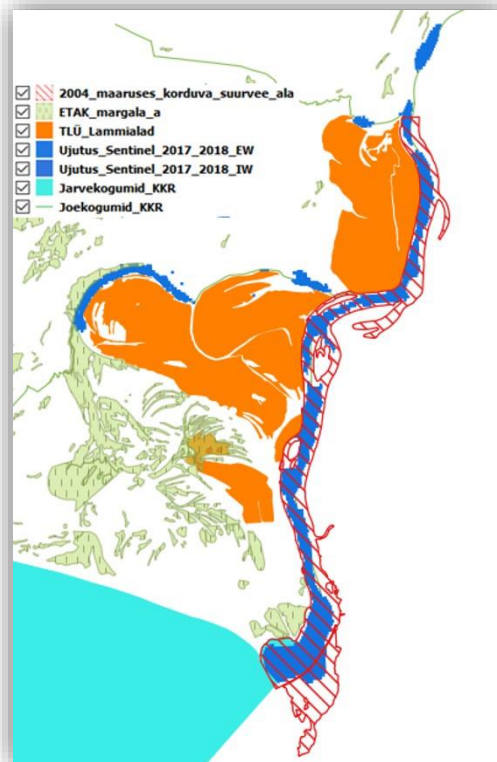 2004_maaruses_korduva_suurvee_ala
ETAK_margala_a
TLÜ_Lammialad
Ujutus_Sentinel_2017_2018_EW
Ujutus_Sentinel_2017_2018_IW
Jarvekogumid_KKR
Joekogumid_KKR